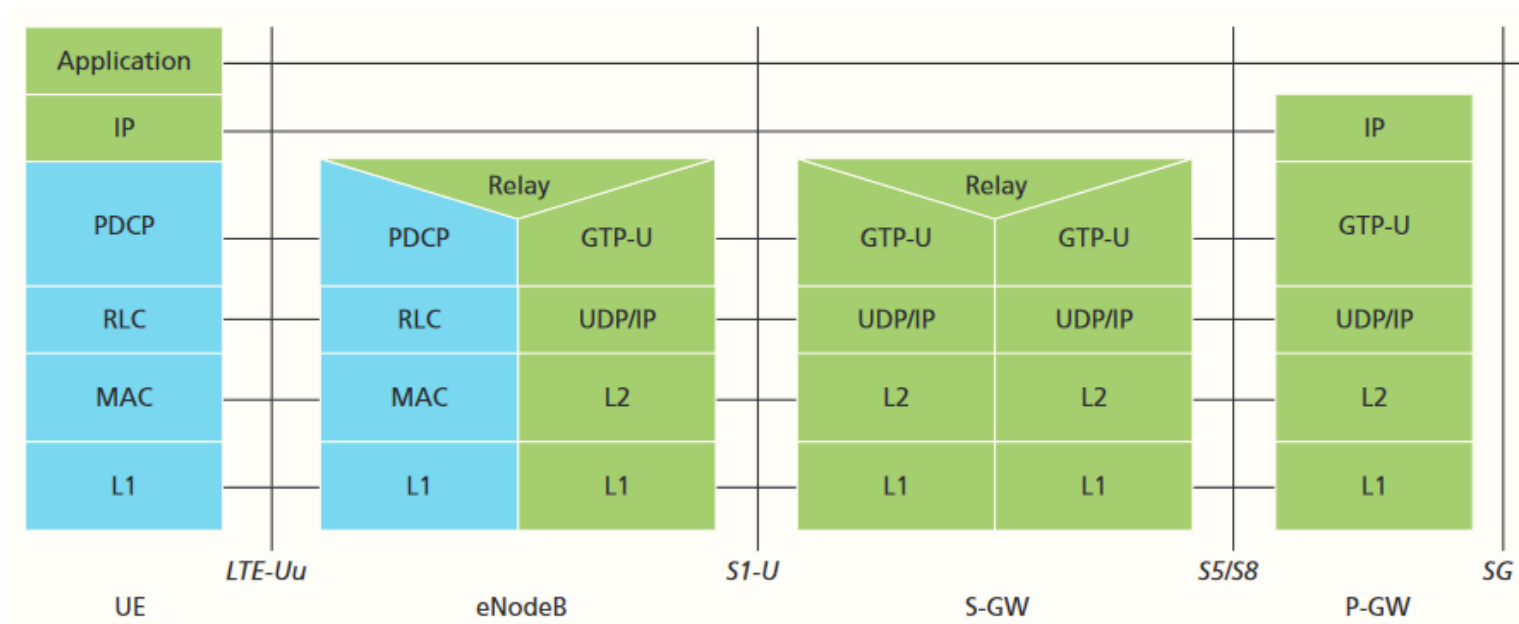 Application
IP
IP
Relay
Relay
PDCP
PDCP
GTP-U
GTP-U
GTP-U
GTP-U
RLC
RLC
UDP/IP
UDP/IP
UDP/IP
UDP/IP
MAC
MAC
L2
L2
L2
L2
L1
L1
L1
L1
L1
L1
LTE-Uu
S1-U
S5/S8
SG
UE
eNodeB
S-GW
P-GW